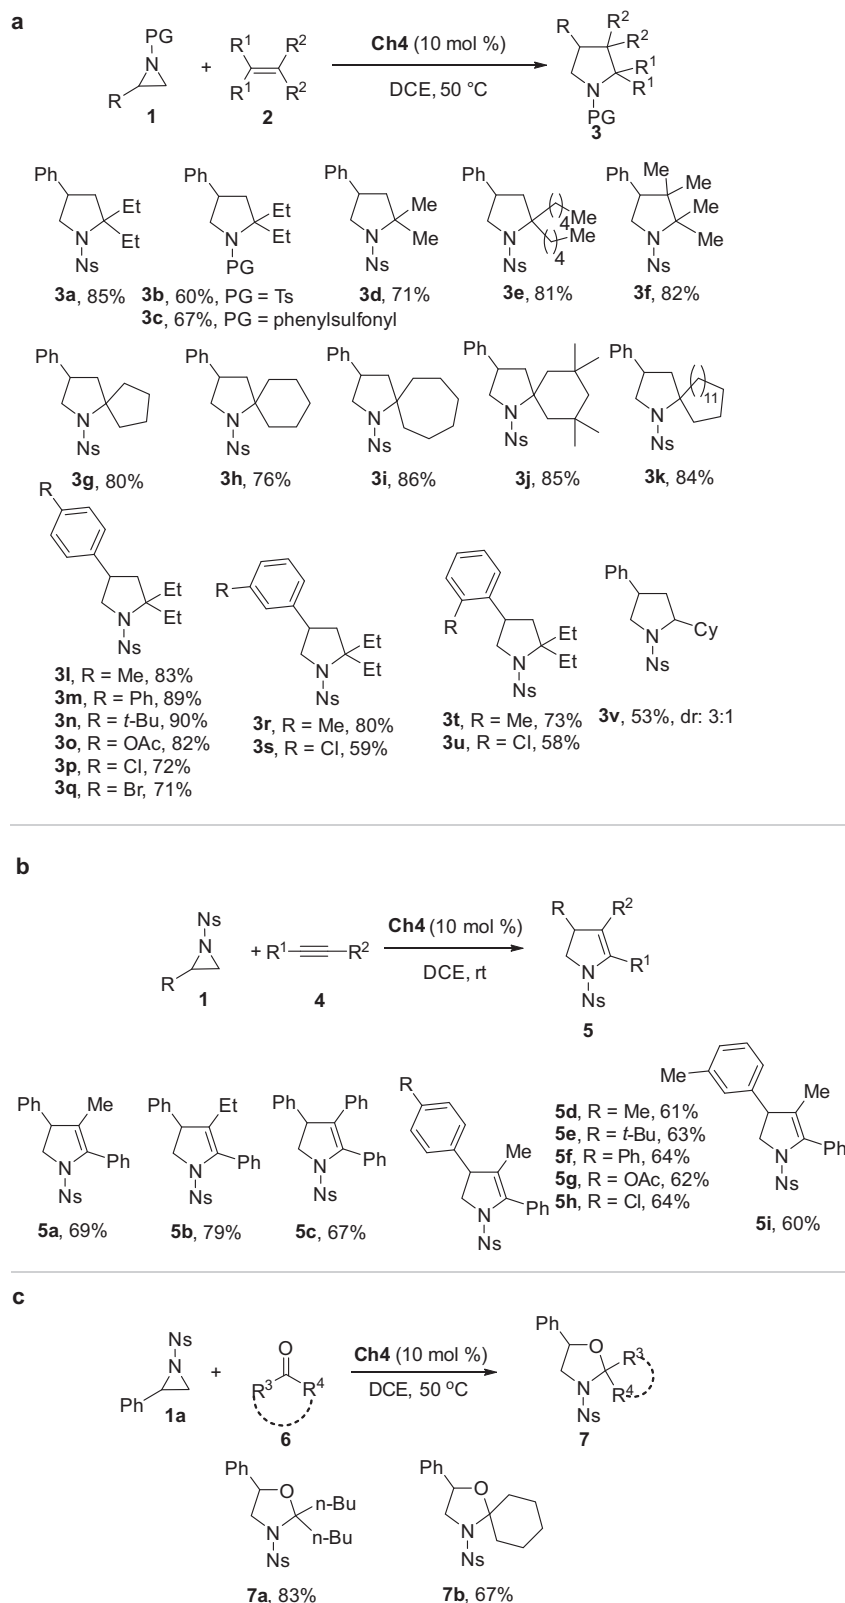 a
PG
N
R
1
+
R1 R2
R1 R2
2
Ch4 (10 mol %)
DCE, 50 °C
R R2
R2
R1
R1
N
PG
3
Ph
Et
Et
N
Ns
3a, 85%
Ph
Et
Et
N
PG
3b, 60%, PG = Ts
3c, 67%, PG = phenylsulfonyl
Ph
Me
Me
N
Ns
3d, 71%
Ph
( )4 Me
( )4 Me
N
Ns
3e, 81%
Ph
Me
Me
Me
Me
N
Ns
3f, 82%
Ph
N
Ns
3g, 80%
Ph
N
Ns
3h, 76%
Ph
N
Ns
3i, 86%
Ph
N
Ns
3j, 85%
Ph
( )11
N
Ns
3k, 84%
R
Et
Et
N
Ns
3l, R = Me, 83%
3m, R = Ph, 89%
3n, R = t-Bu, 90%
3o, R = OAc, 82%
3p, R = Cl, 72%
3q, R = Br, 71%
R
Et
Et
N
Ns
3r, R = Me, 80%
3s, R = Cl, 59%
R
Et
Et
N
Ns
3t, R = Me, 73%
3u, R = Cl, 58%
Ph
Cy
N
Ns
3v, 53%, dr: 3:1
b
Ns
N
R
1
+
R1 R2
4
Ch4 (10 mol %)
DCE, rt
R R2
R1
N
Ns
5
Ph Me
Ph
N
Ns
5a, 69%
Ph Et
Ph
N
Ns
5b, 79%
Ph Ph
Ph
N
Ns
5c, 67%
R
Me
Ph
N
Ns
5d, R = Me, 61%
5e, R = t-Bu, 63%
5f, R = Ph, 64%
5g, R = OAc, 62%
5h, R = Cl, 64%
Me
Me
Ph
N
Ns
5i, 60%
c
Ns
N
Ph
1a
+
O
R3 R4
6
Ch4 (10 mol %)
DCE, 50 °C
Ph
O
R3
R4
N
Ns
7
Ph
O
n-Bu
n-Bu
N
Ns
7a, 83%
Ph
O
N
Ns
7b, 67%